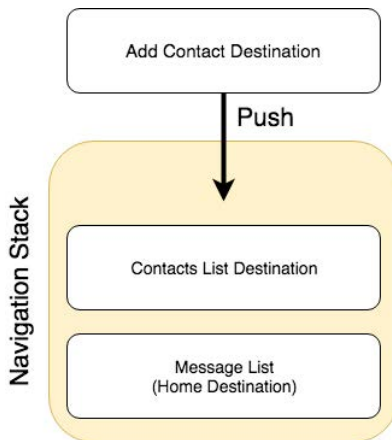 Add Contact Destination
Push
Navigation Stack
Contacts List Destination
Message List
(Home Destination)